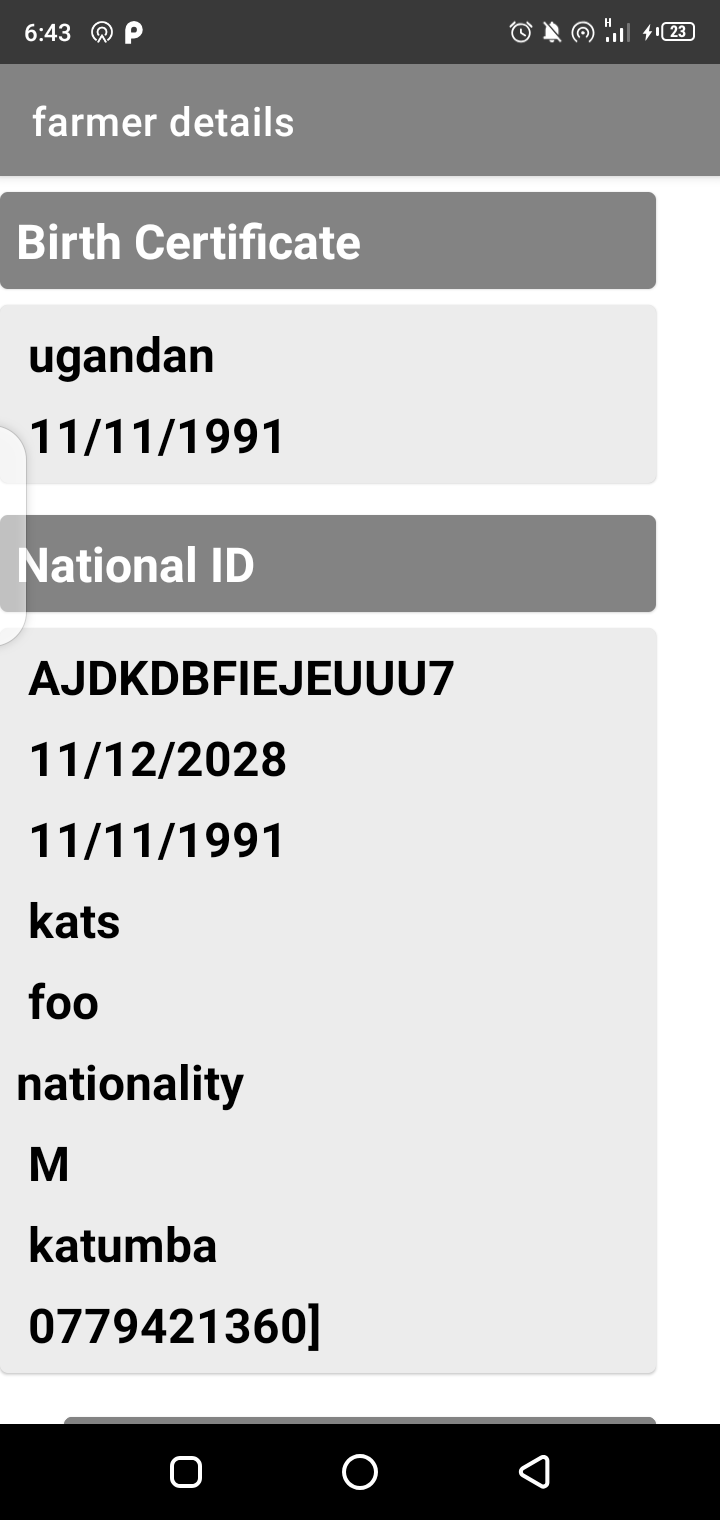 6:43
H
23
farmer details
Birth Certificate
ugandan
11/11/1991
National ID
AJDKDBFIEJEUUU7
11/12/2028
11/11/1991
kats
foo
nationality
M
katumba
0779421360]